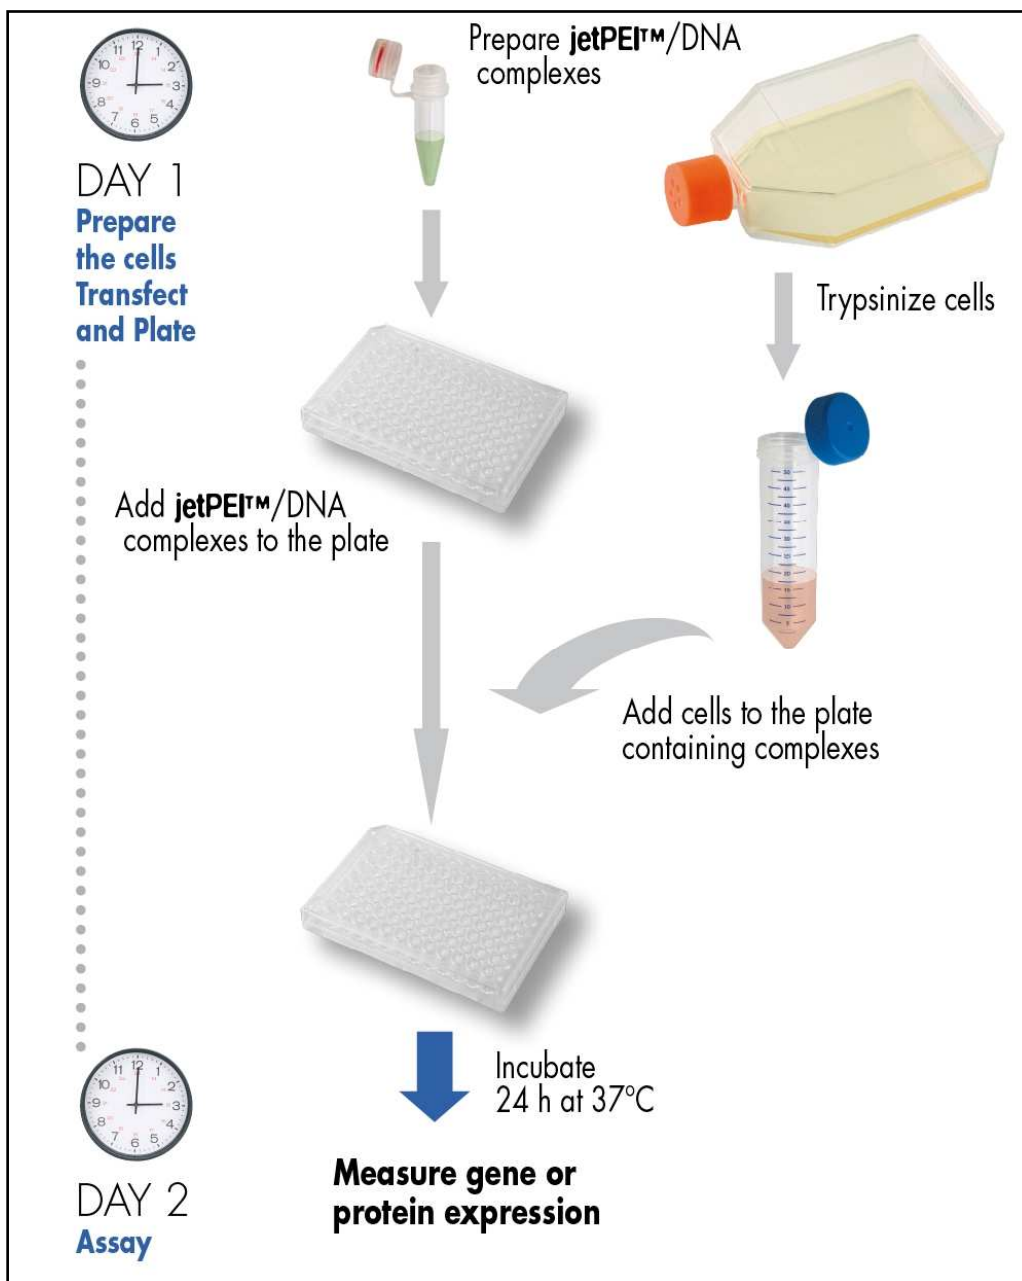 Prepare jetPEI™/DNA
complexes
DAY 1
Prepare
the cells
Transfect
and Plate
Trypsinize cells
Add jetPEI™/DNA
complexes to the plate
Add cells to the plate
containing complexes
Incubate
24 h at 37°C
Measure gene or
protein expression
DAY 2
Assay